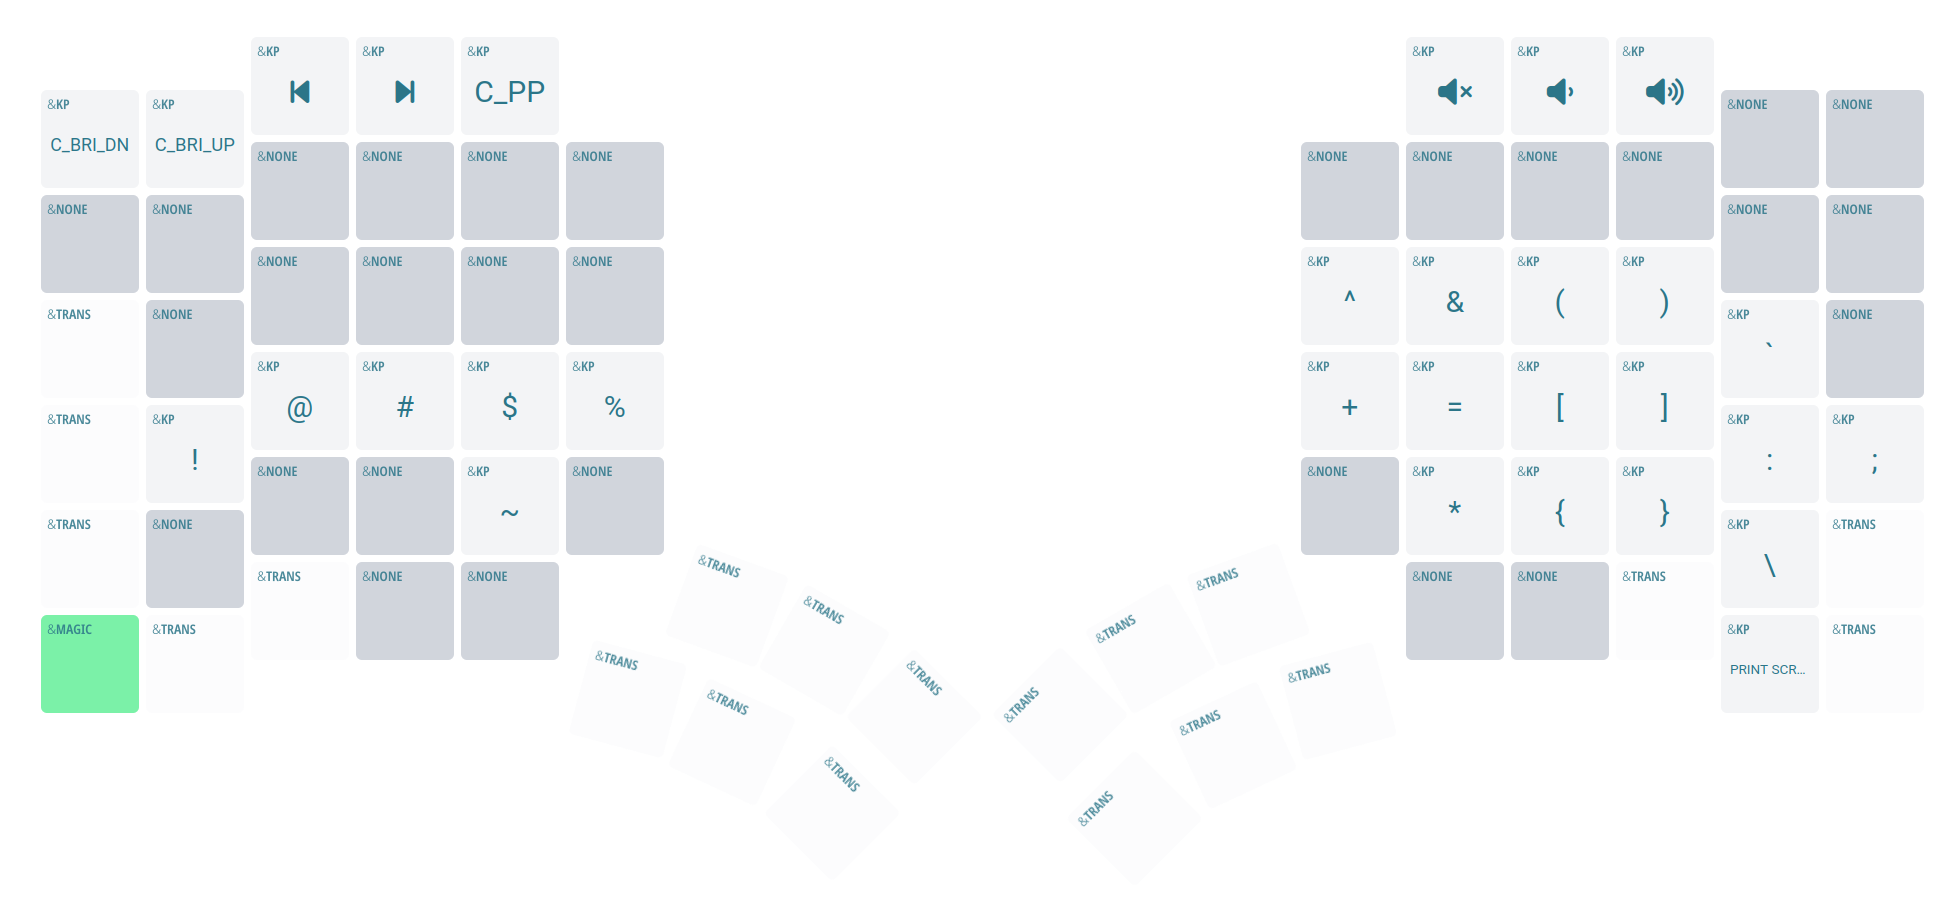 &KP &KP &KP &KP &KP &KP
C_PP
&KP &KP &NONE &NONE
C_BRI_DN C_BRI_UP
&NONE &NONE &NONE &NONE &NONE &NONE &NONE &NONE
&NONE &NONE &NONE &NONE
&NONE &NONE &NONE &NONE &KP &KP &KP &KP
^ & ( )
&TRANS &NONE &KP &NONE
`
&KP &KP &KP &KP &KP &KP &KP &KP
@ # $ % + = [ ]
&TRANS &KP &KP &KP
! : ;
&NONE &NONE &KP &NONE &NONE &KP &KP &KP
~ * { }
&TRANS &NONE &KP &TRANS
\
&TRANS &NONE &NONE &NONE &NONE &TRANS
&MAGIC &TRANS &KP &TRANS
PRINT SCR...
&TRANS &TRANS &TRANS &TRANS &TRANS &TRANS
&TRANS &TRANS &TRANS &TRANS &TRANS &TRANS